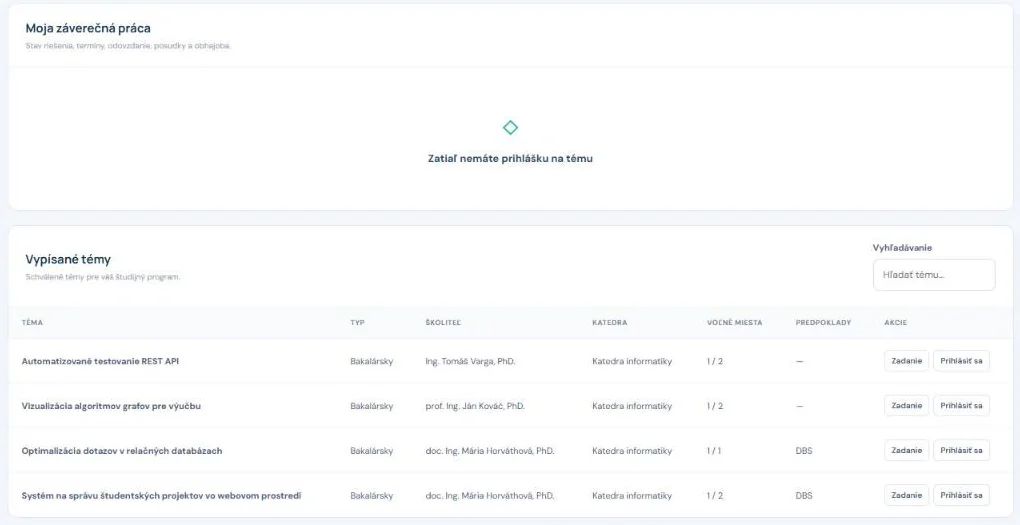 Moja záverečná práca
Stav riešenia, termíny, odovzdanie, posudky a obhajoba.
Zatiaľ nemáte prihlášku na tému
Vypísané témy
Schválené témy pre váš študijný program.
Vyhľadávanie
Hľadať tému...
TÉMA TYP ŠKOLITEĽ KATEDRA VOĽNÉ MIESTA PREDPOKLADY AKCIE
Automatizované testovanie REST API Bakalársky Ing. Tomáš Varga, PhD. Katedra informatiky 1 / 2 — Zadanie Prihlásiť sa
Vizualizácia algoritmov grafov pre výučbu Bakalársky prof. Ing. Ján Kováč, PhD. Katedra informatiky 1 / 2 — Zadanie Prihlásiť sa
Optimalizácia dotazov v relačných databázach Bakalársky doc. Ing. Mária Horváthová, PhD. Katedra informatiky 1 / 1 DBS Zadanie Prihlásiť sa
Systém na správu študentských projektov vo webovom prostredí Bakalársky doc. Ing. Mária Horváthová, PhD. Katedra informatiky 1 / 2 DBS Zadanie Prihlásiť sa